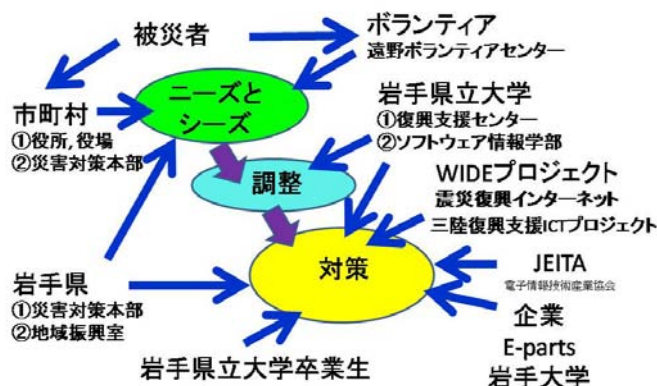 被災者
ボランティア
遠野ボランティアセンター
市町村
①役所, 役場
②災害対策本部
ニーズと
シーズ
岩手県立大学
①復興支援センター
②ソフトウェア情報学部
調整
WIDEプロジェクト
震災復興インターネット
三陸復興支援ICTプロジェクト
岩手県
①災害対策本部
②地域振興室
対策
JEITA
電子情報技術産業協会
企業
E-parts
岩手大学
岩手県立大学卒業生